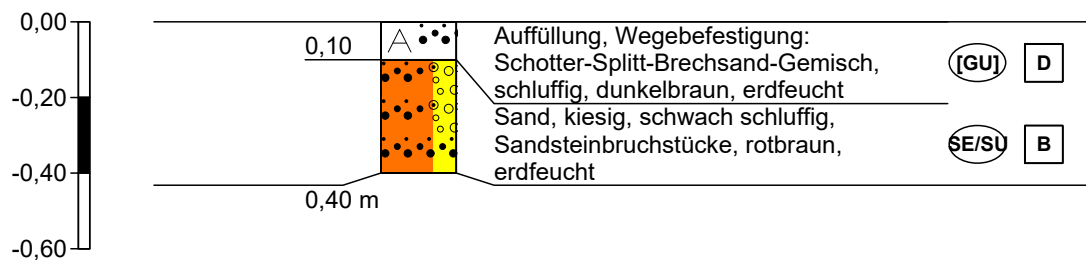 0,00
-0,20
-0,40
-0,60
0,10
A
0,40 m
Auffüllung, Wegebefestigung:
Schotter-Splitt-Brechsand-Gemisch,
schluffig, dunkelbraun, erdfeucht
[GU]
D
Sand, kiesig, schwach schluffig,
Sandsteinbruchstücke, rotbraun,
erdfeucht
SE/SU
B